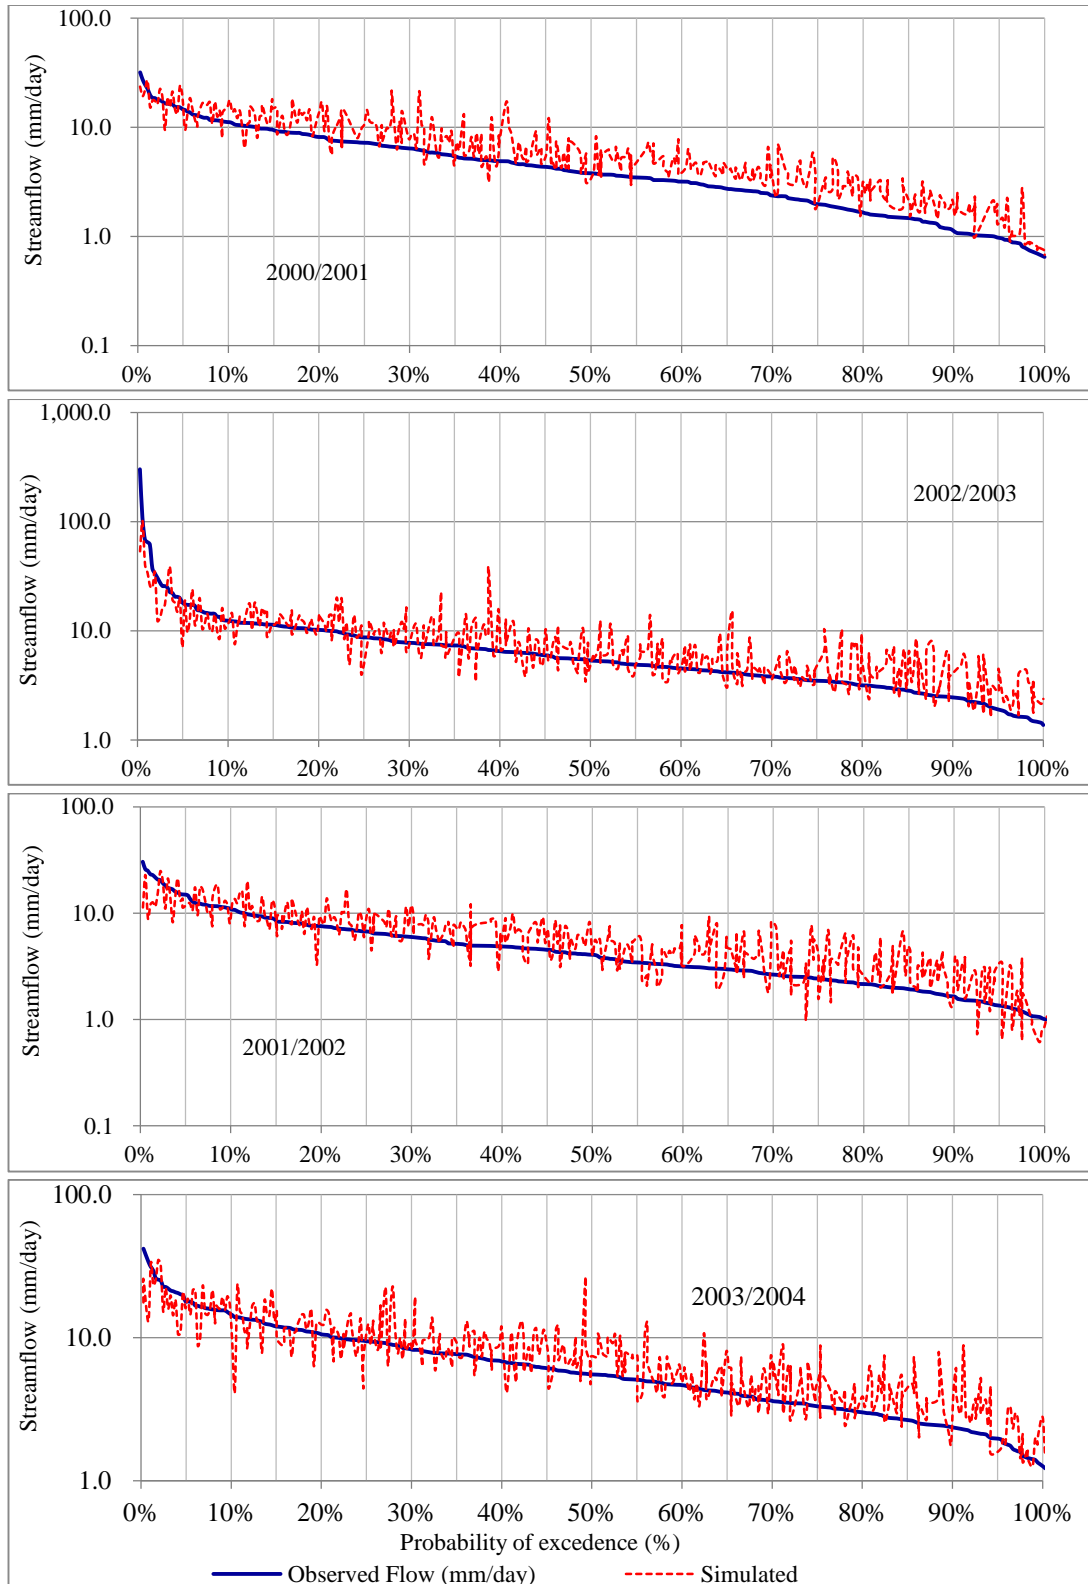 100.0
10.0
1.0
0.1
Streamflow (mm/day)
2000/2001
0% 10% 20% 30% 40% 50% 60% 70% 80% 90% 100%
1,000.0
100.0
10.0
1.0
Streamflow (mm/day)
2002/2003
0% 10% 20% 30% 40% 50% 60% 70% 80% 90% 100%
100.0
10.0
1.0
0.1
Streamflow (mm/day)
2001/2002
0% 10% 20% 30% 40% 50% 60% 70% 80% 90% 100%
100.0
10.0
1.0
Streamflow (mm/day)
2003/2004
0% 10% 20% 30% 40% 50% 60% 70% 80% 90% 100%
Probability of excedence (%)
Observed Flow (mm/day) Simulated